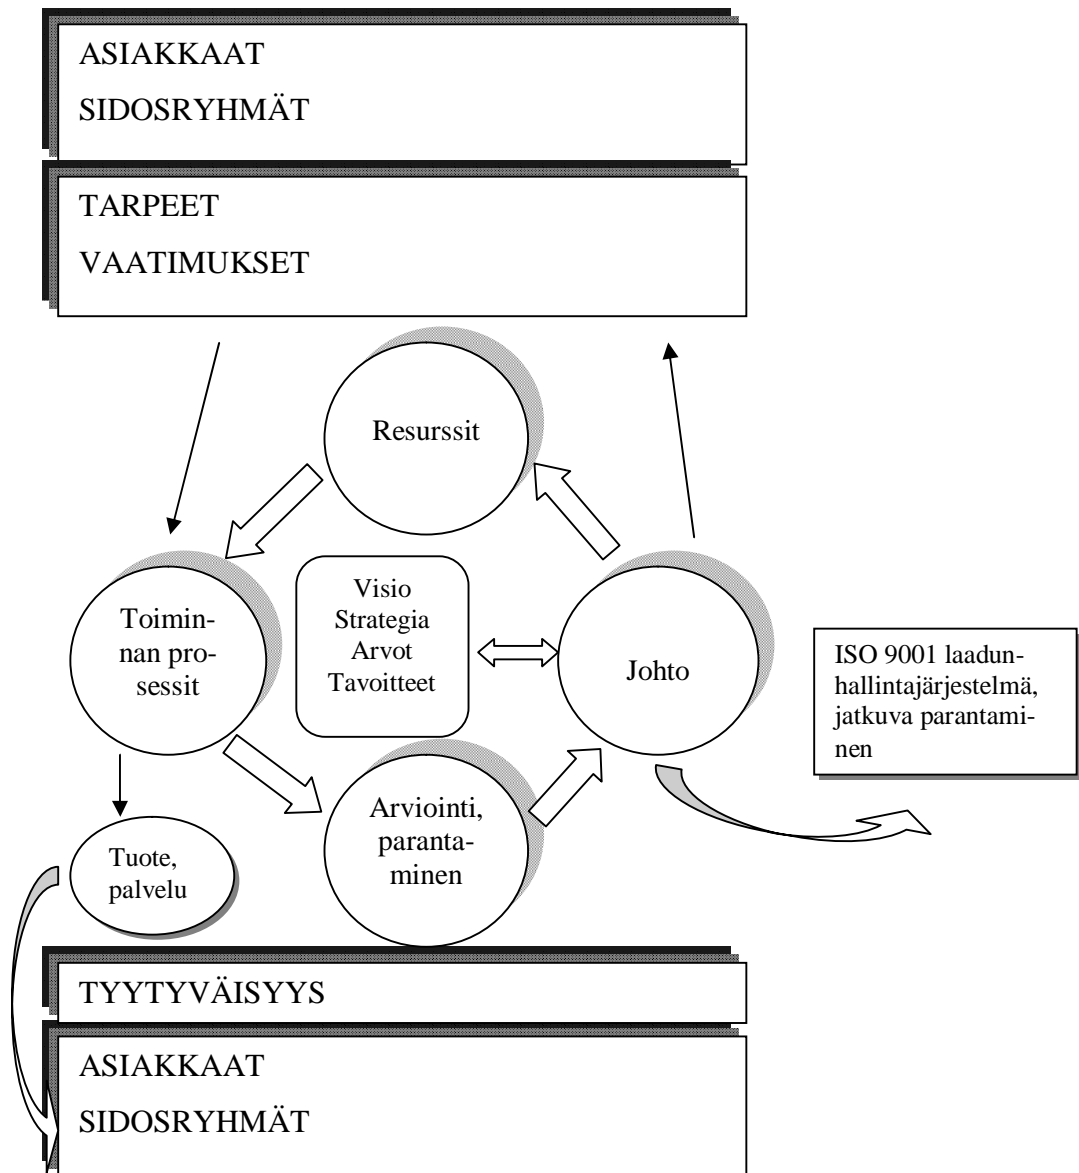 ASIAKKAAT
SIDOSRYHMÄT
TARPEET
VAATIMUKSET
Resurssit
Toimin-
nan pro-
sessit
Visio
Strategia
Arvot
Tavoitteet
Johto
ISO 9001 laadun-
hallintajärjestelmä,
jatkuva parantami-
nen
Arviointi,
paranta-
minen
Tuote,
palvelu
TYYTYVÄISYYS
ASIAKKAAT
SIDOSRYHMÄT